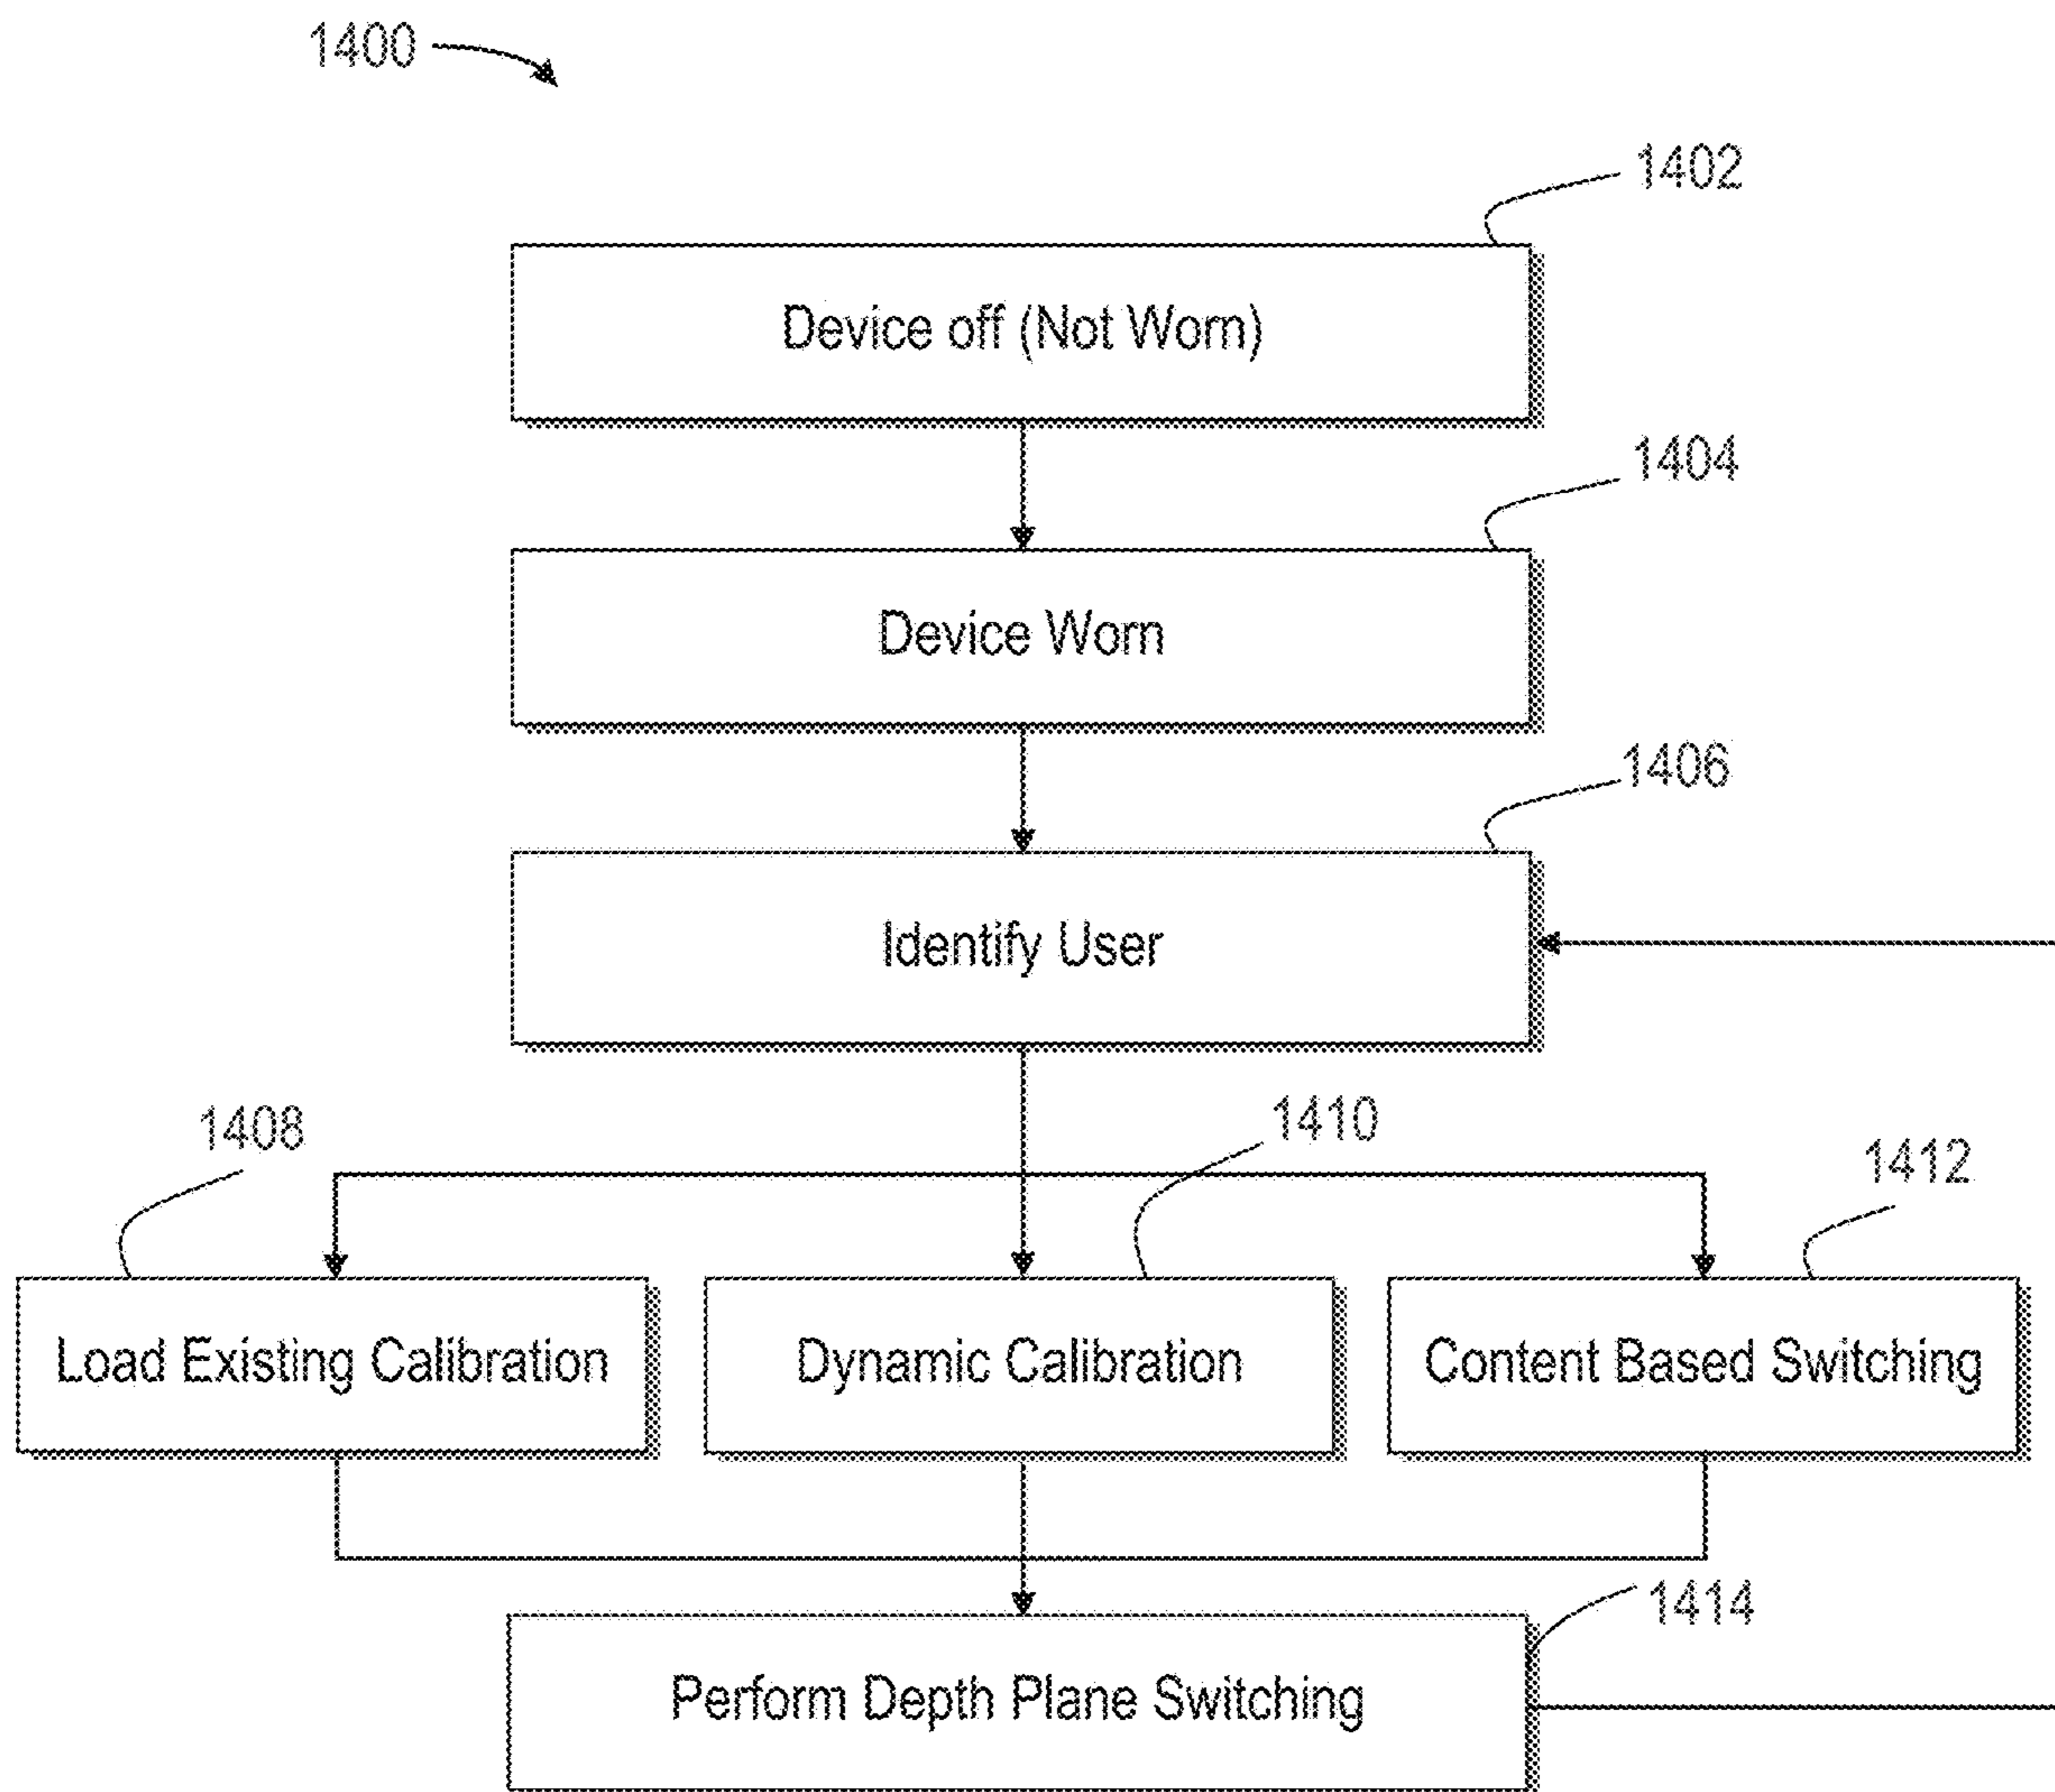 1400
1402
Device off (Not Worn)
1404
Device Worn
1406
Identify User
1408
1410
1412
Load Existing Calibration
Dynamic Calibration
Content Based Switching
1414
Perform Depth Plane Switching